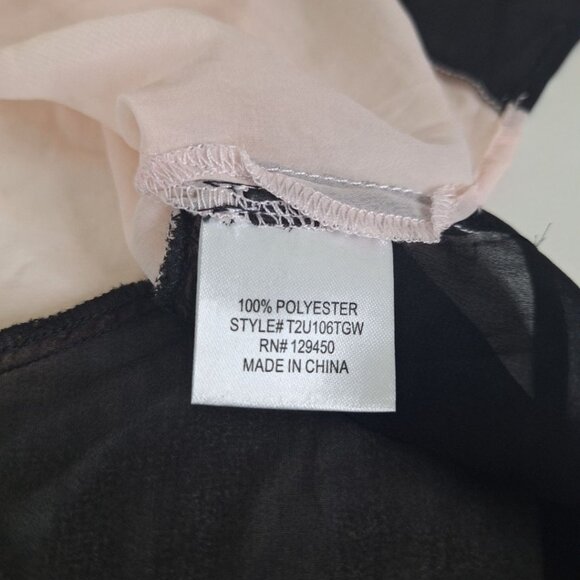 100% POLYESTER
STYLE# T2U106TGW
RN# 129450
MADE IN CHINA